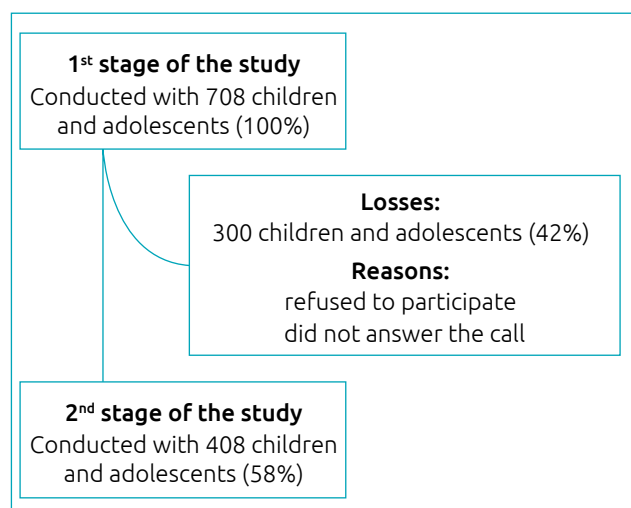 1st stage of the study
Conducted with 708 children
and adolescents (100%)
Losses:
300 children and adolescents (42%)
Reasons:
refused to participate
did not answer the call
2nd stage of the study
Conducted with 408 children
and adolescents (58%)